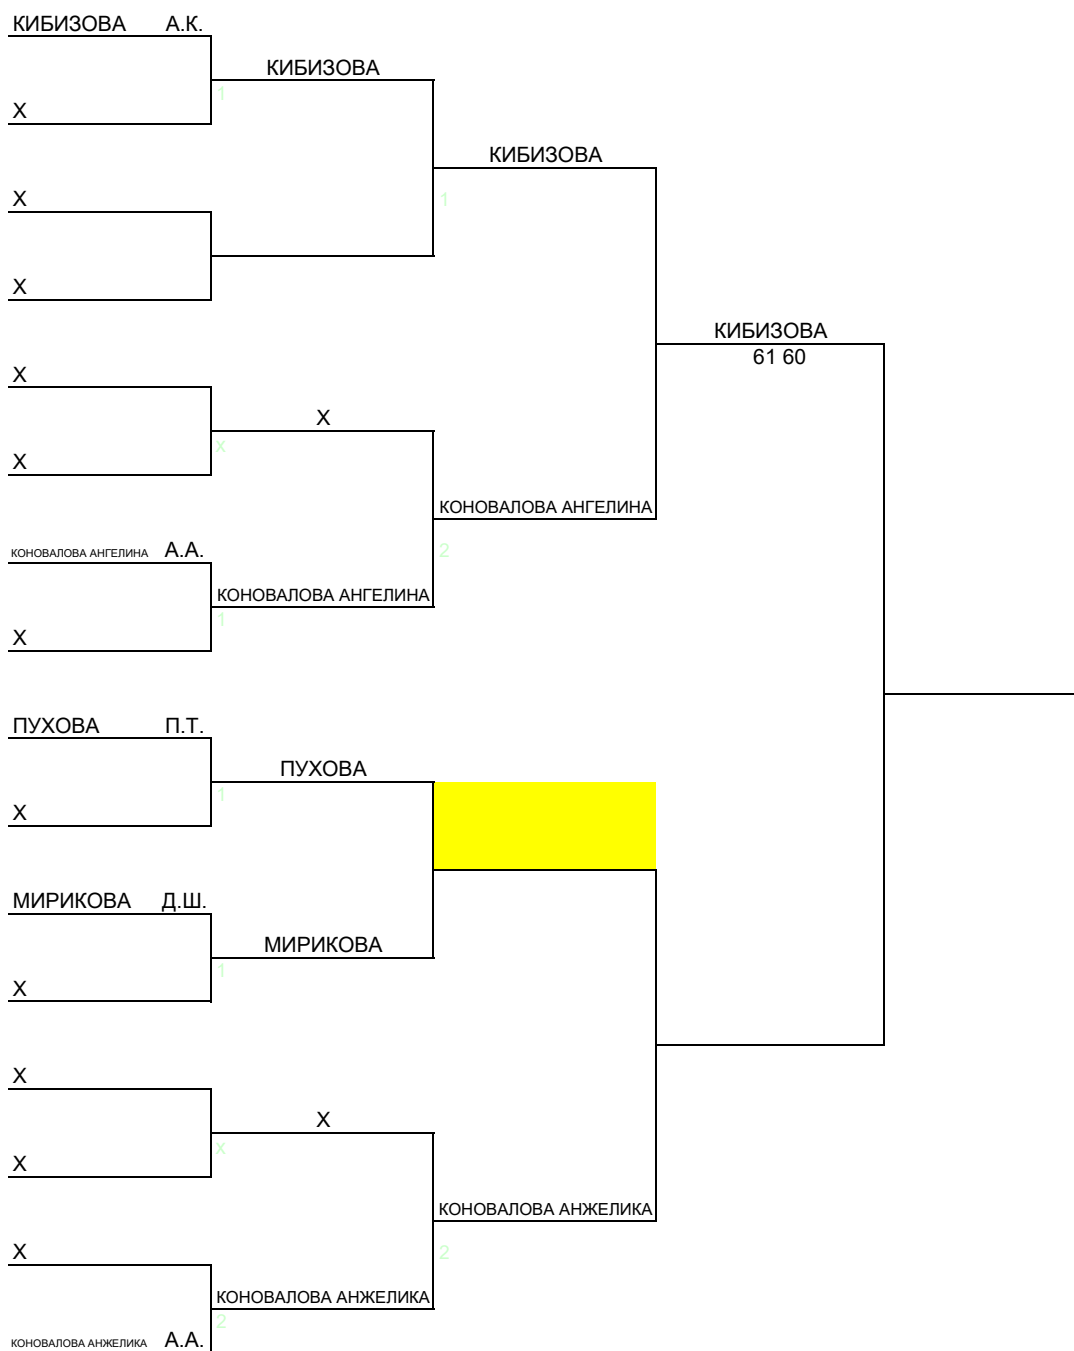 КИБИЗОВА А.К.
КИБИЗОВА
1
X
КИБИЗОВА
X
1
X
КИБИЗОВА
61 60
X
X
x
X
КОНОВАЛОВА АНГЕЛИНА
КОНОВАЛОВА АНГЕЛИНА А.А.
2
КОНОВАЛОВА АНГЕЛИНА
1
X
ПУХОВА П.Т.
ПУХОВА
1
X
МИРИКОВА Д.Ш.
МИРИКОВА
1
X
X
X
x
X
КОНОВАЛОВА АНЖЕЛИКА
X
2
КОНОВАЛОВА АНЖЕЛИКА
2
КОНОВАЛОВА АНЖЕЛИКА А.А.